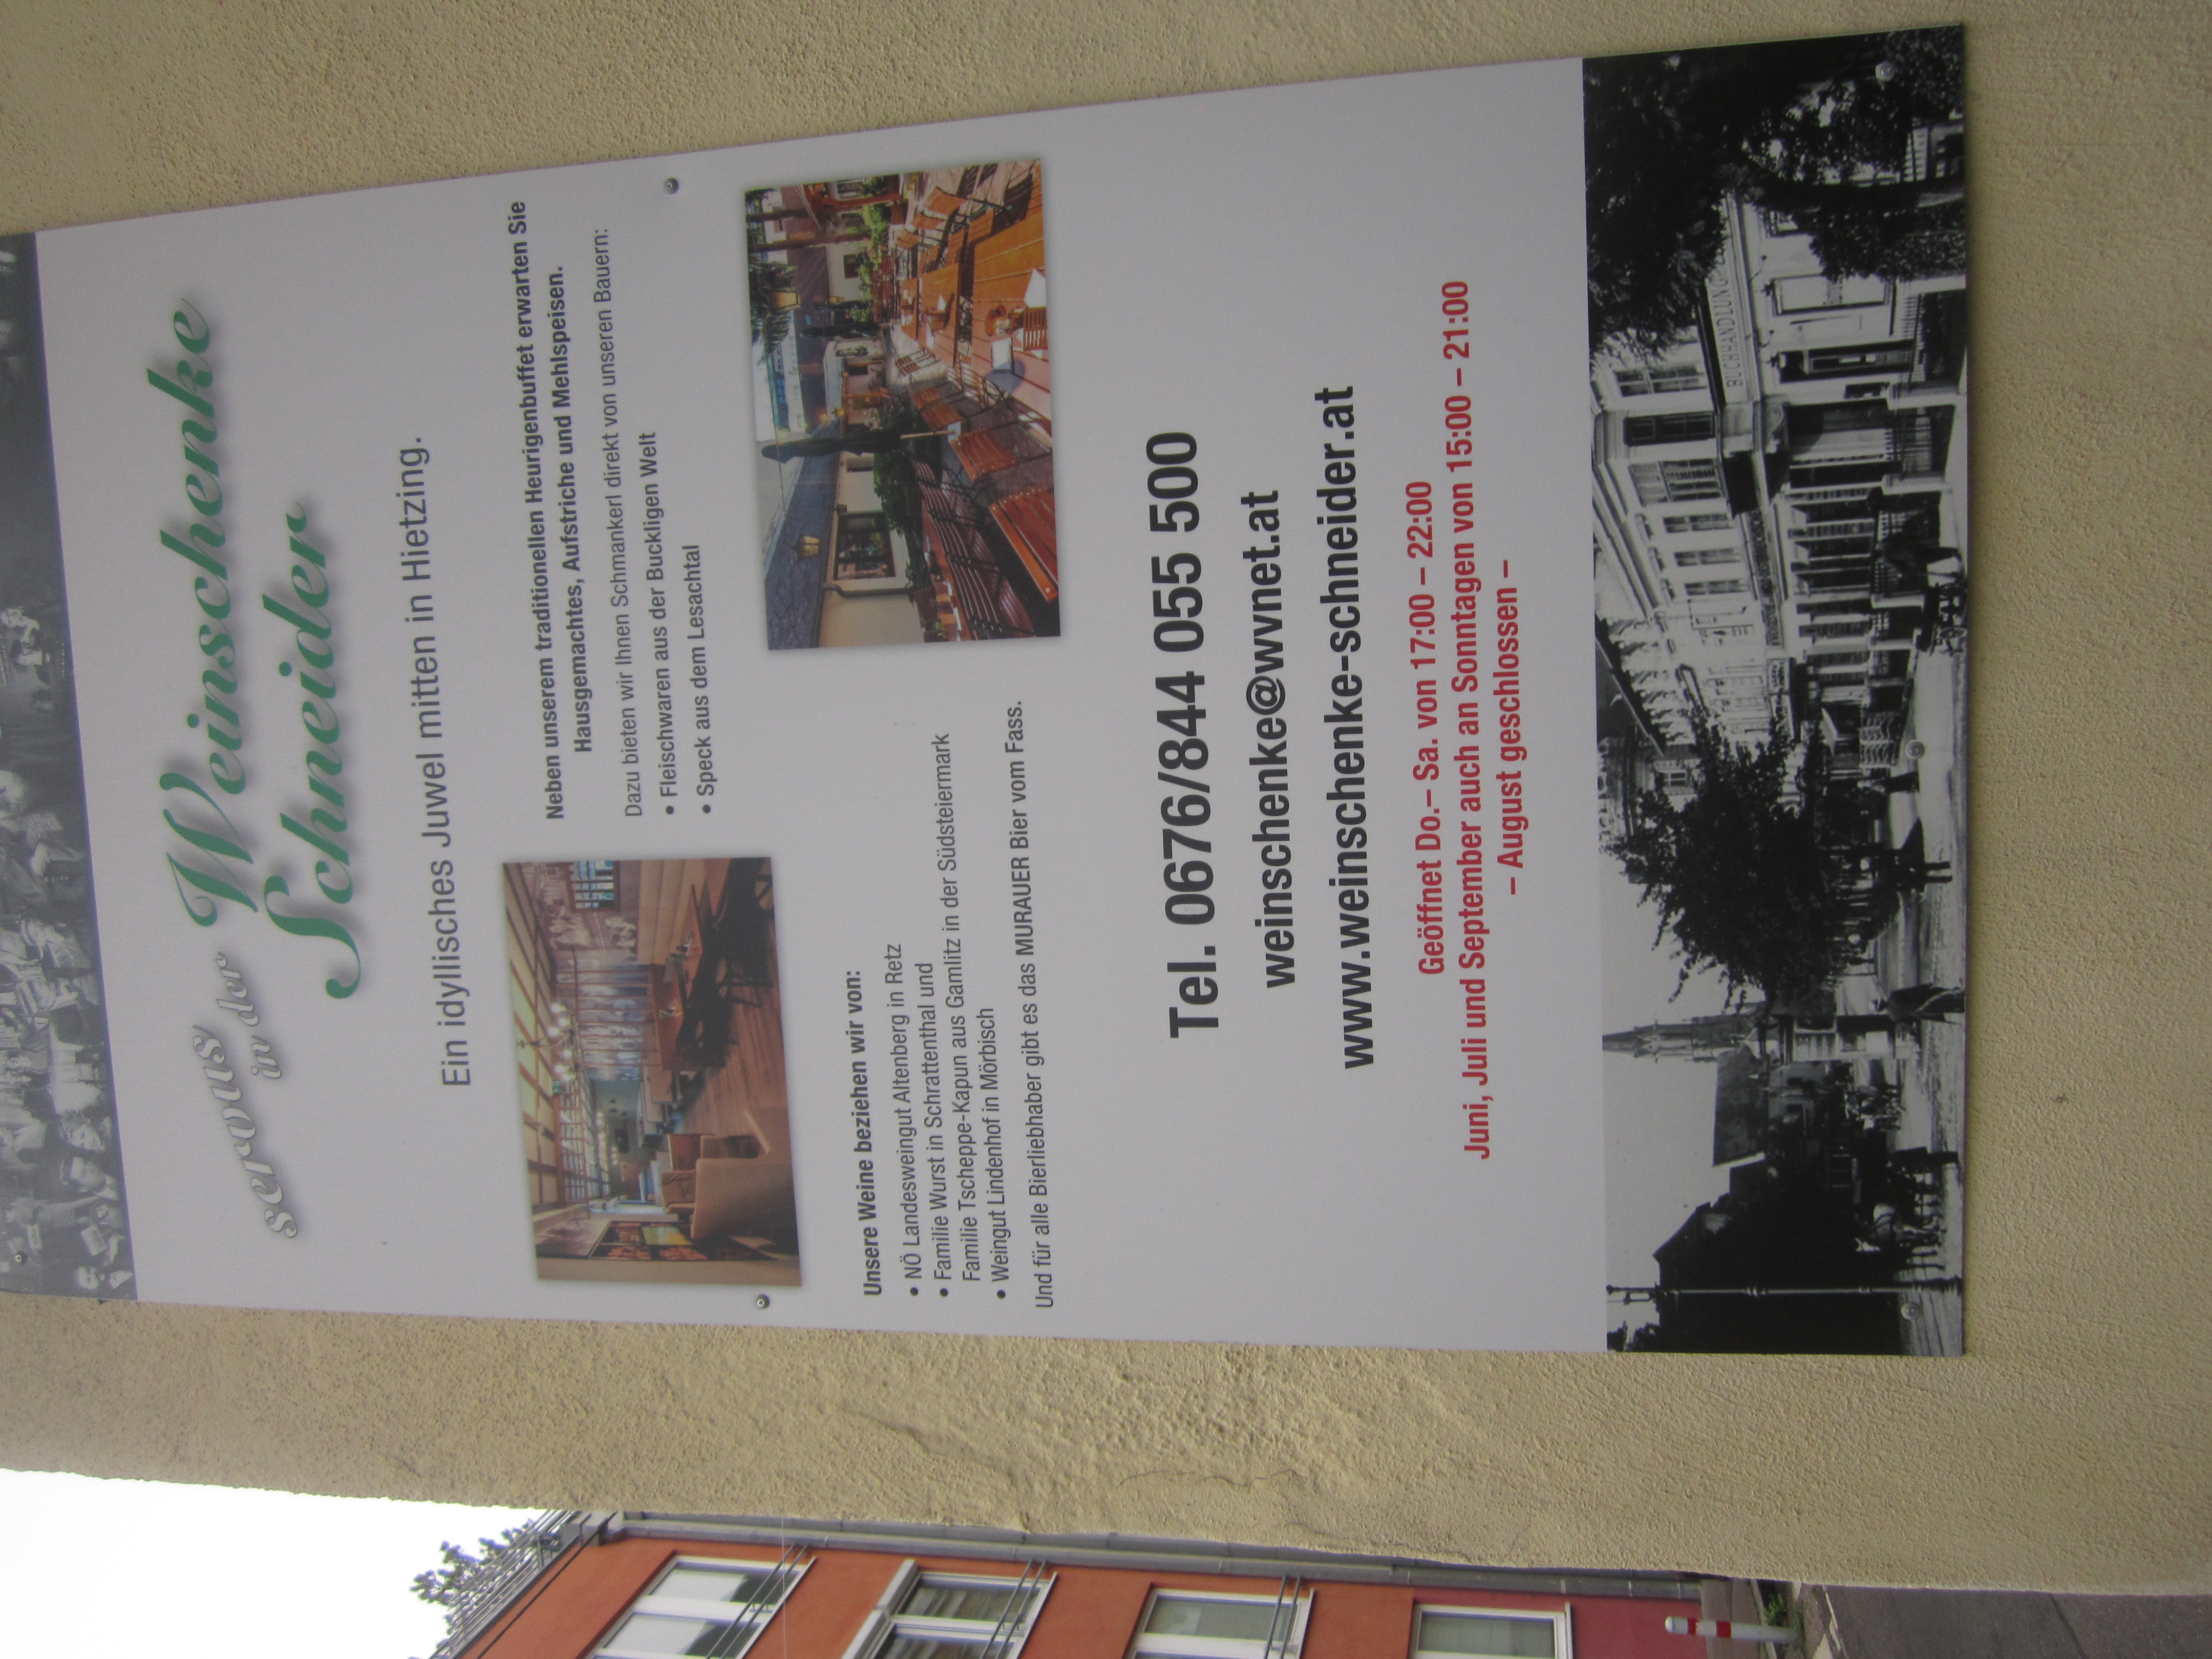 servus
in der Weinschenke
Schneider
Ein idyllisches Juwel mitten in Hietzing.
Neben unserem traditionellen Heurigenbuffet erwarten Sie
Hausgemachtes, Aufstriche und Mehlspeisen.
Dazu bieten wir Ihnen Schmankerl direkt von unseren Bauern:
• Fleischwaren aus der Buckligen Welt
• Speck aus dem Lesachtal
Unsere Weine beziehen wir von:
• NÖ Landesweingut Altenberg in Retz
• Familie Wurst in Schrattenthal und
Familie Tscheppe-Kapun aus Gamlitz in der Südsteiermark
• Weingut Lindenhof in Mörbisch
Und für alle Bierliebhaber gibt es das MURAUER Bier vom Fass.
Tel. 0676/844 055 500
weinschenke@wvnet.at
www.weinschenke-schneider.at
Geöffnet Do.– Sa. von 17:00 – 22:00
Juni, Juli und September auch an Sonntagen von 15:00 – 21:00
– August geschlossen –
BUCHHANDLUNG